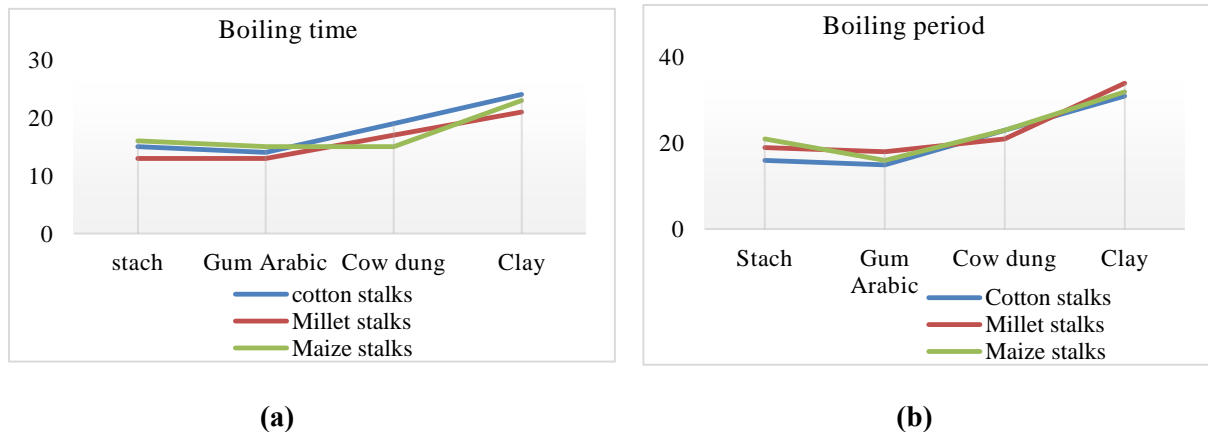 Boiling time
30
20
10
0
stach Gum Arabic Cow dung Clay
cotton stalks
Millet stalks
Maize stalks
(a)
Boiling period
40
20
0
Stach Gum Arabic Cow dung Clay
Cotton stalks
Millet stalks
Maize stalks
(b)